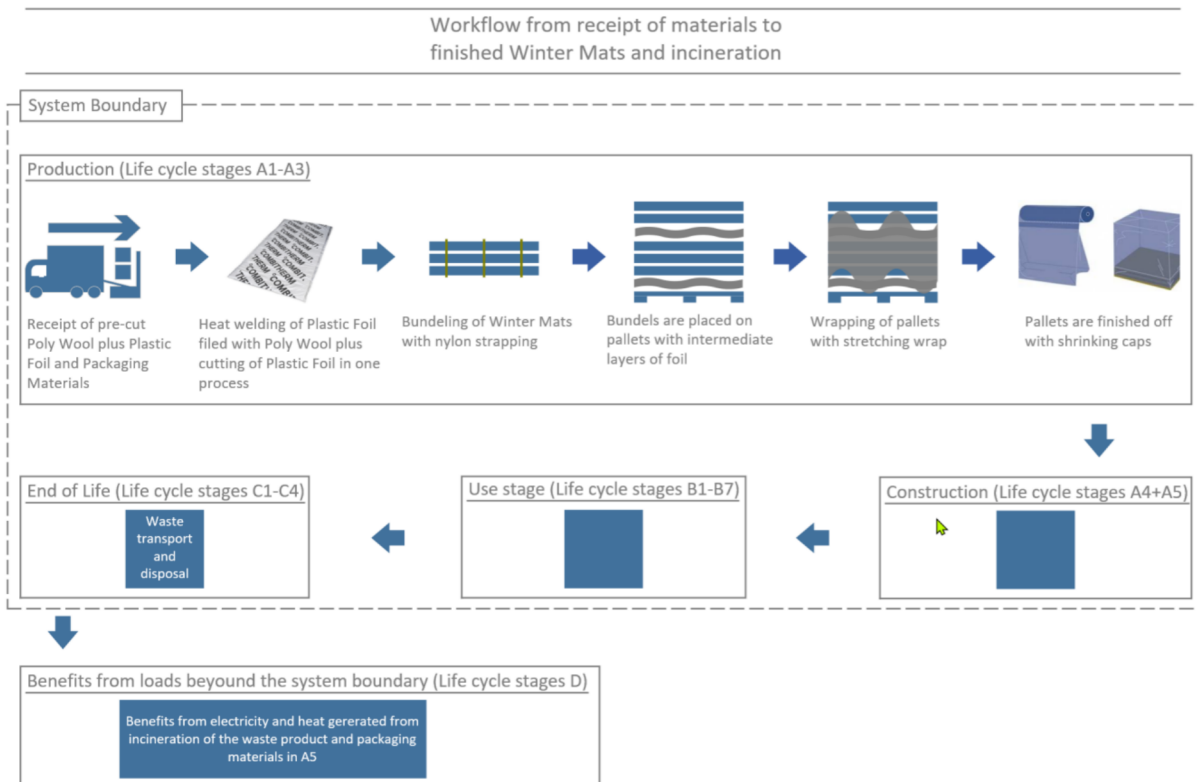 Workflow from receipt of materials to
finished Winter Mats and incineration
System Boundary
Production (Life cycle stages A1-A3)
Receipt of pre-cut
Poly Wool plus Plastic
Foil and Packaging
Materials
Heat welding of Plastic Foil
filed with Poly Wool plus
cutting of Plastic Foil in one
process
Bundeling of Winter Mats
with nylon strapping
Bundels are placed on
pallets with intermediate
layers of foil
Wrapping of pallets
with stretching wrap
Pallets are finished off
with shrinking caps
End of Life (Life cycle stages C1-C4)
Waste
transport
and
disposal
Use stage (Life cycle stages B1-B7)
Construction (Life cycle stages A4+A5)
Benefits from loads beyound the system boundary (Life cycle stages D)
Benefits from electricity and heat gererated from
incineration of the waste product and packaging
materials in A5